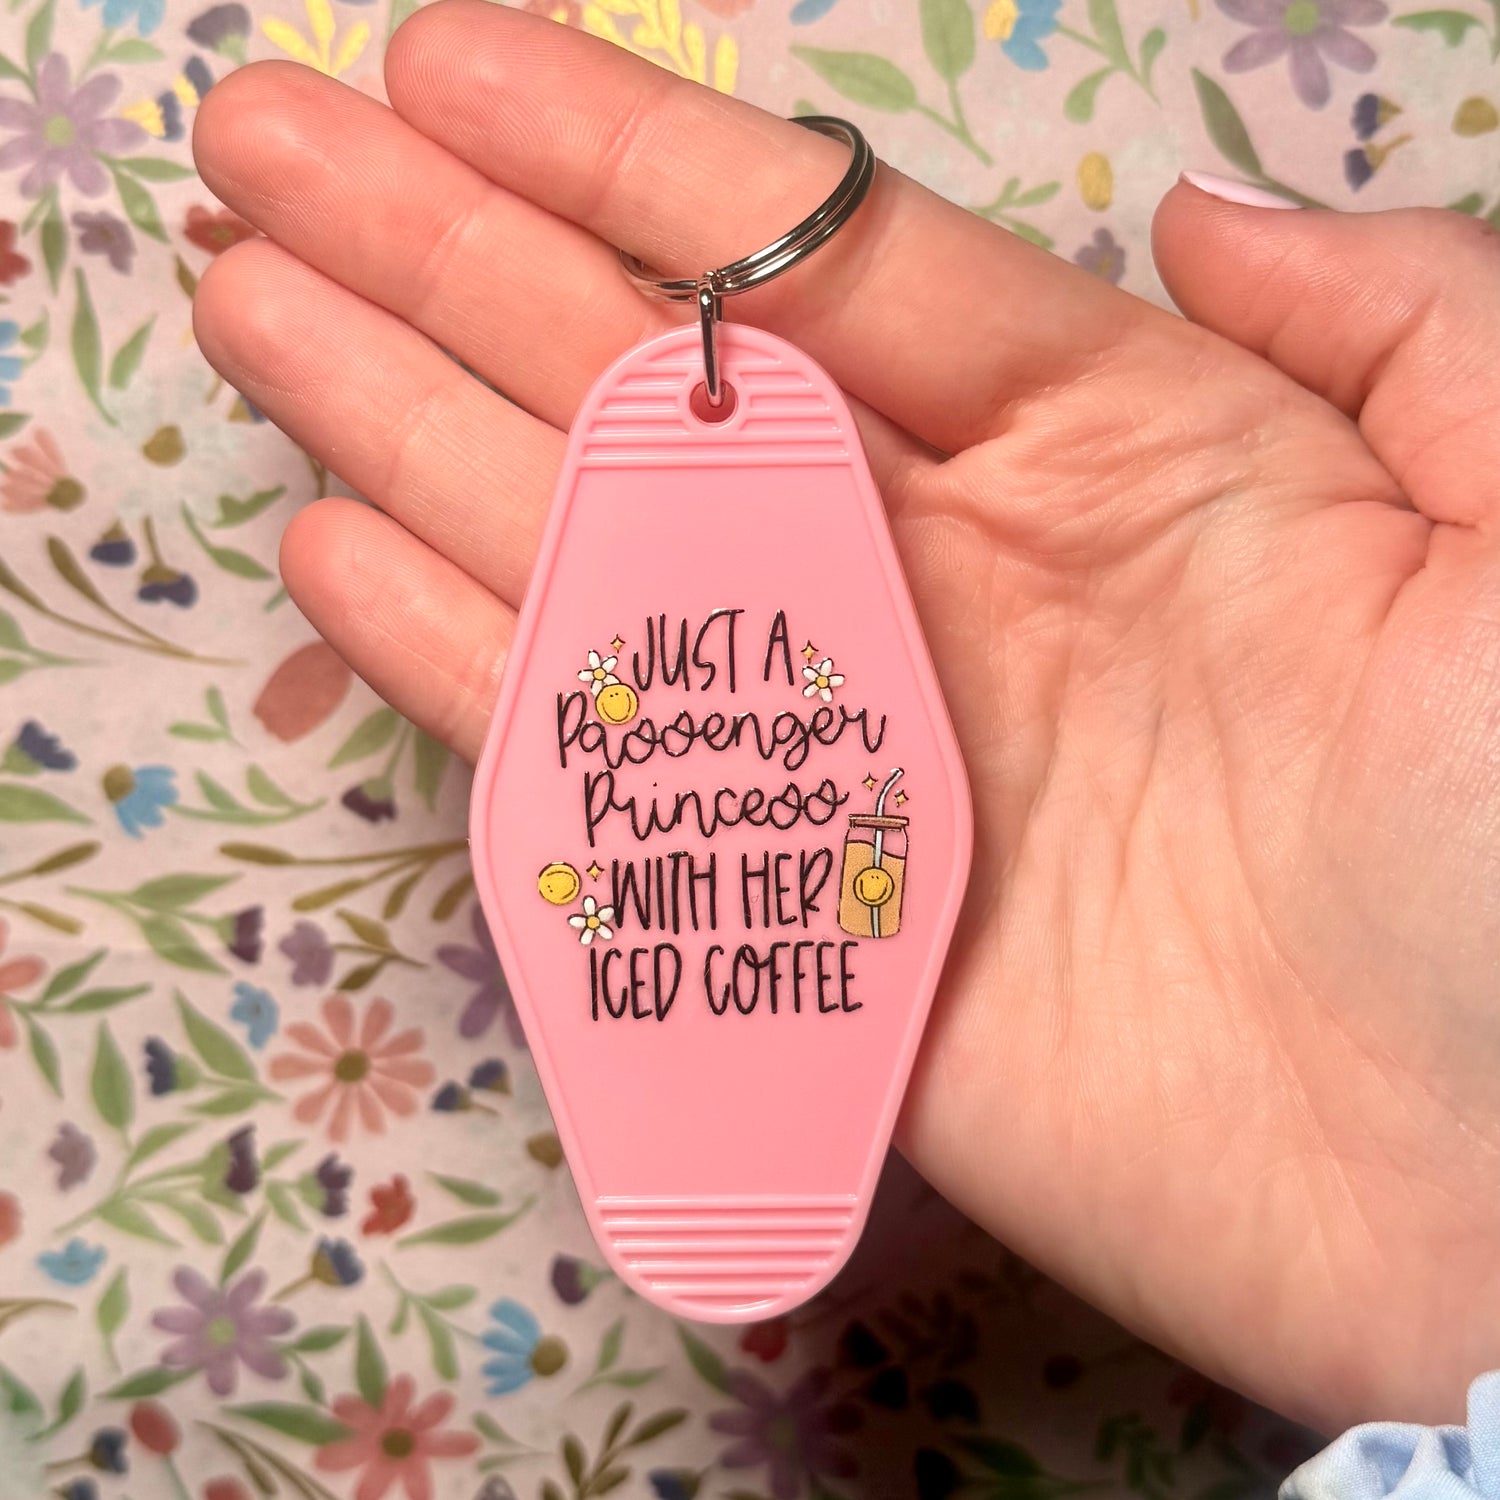 JUST A
Passenger
Princess
WITH HER
ICED COFFEE